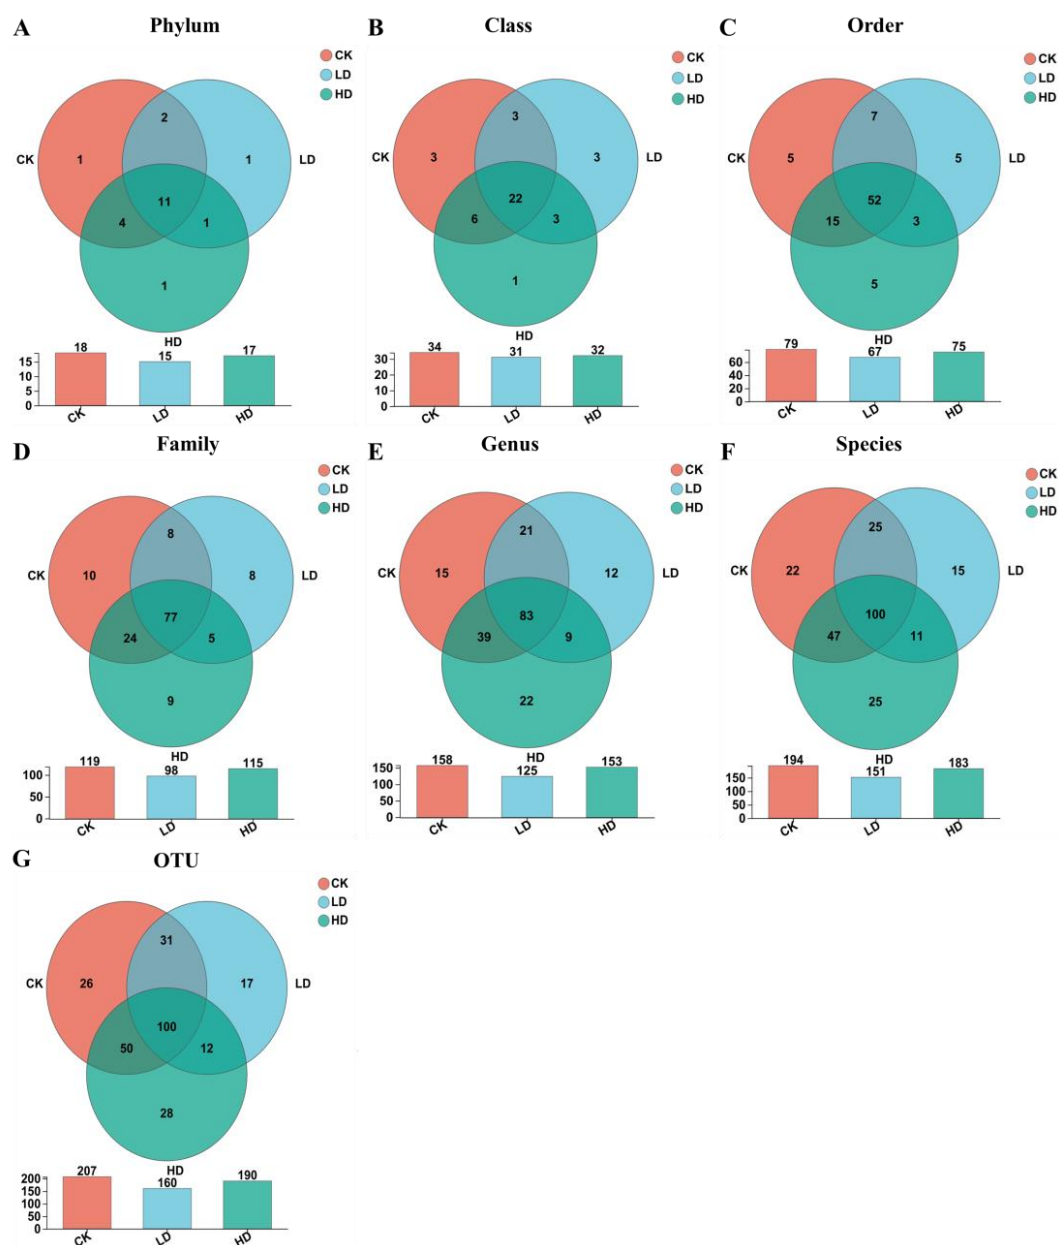 A Phylum
CK
LD
HD
2
CK 1 1 LD
11
4 1
1
HD
18 15 17
15
10
5
0
CK LD HD
B Class
CK
LD
HD
3
CK 3 3 LD
22
6 3
1
HD
34 31 32
30
20
10
0
CK LD HD
C Order
CK
LD
HD
7
CK 5 5 LD
52
15 3
5
HD
79 67 75
60
40
20
0
CK LD HD
D Family
CK
LD
HD
8
CK 10 8 LD
77
24 5
9
HD
119 98 115
100
50
0
CK LD HD
E Genus
CK
LD
HD
21
CK 15 12 LD
83
39 9
22
HD
158 125 153
150
100
50
0
CK LD HD
F Species
CK
LD
HD
25
CK 22 15 LD
100
47 11
25
HD
194 151 183
150
100
50
0
CK LD HD
G OTU
CK
LD
HD
31
CK 26 17 LD
100
50 12
28
HD
207 160 190
200
150
100
50
0
CK LD HD